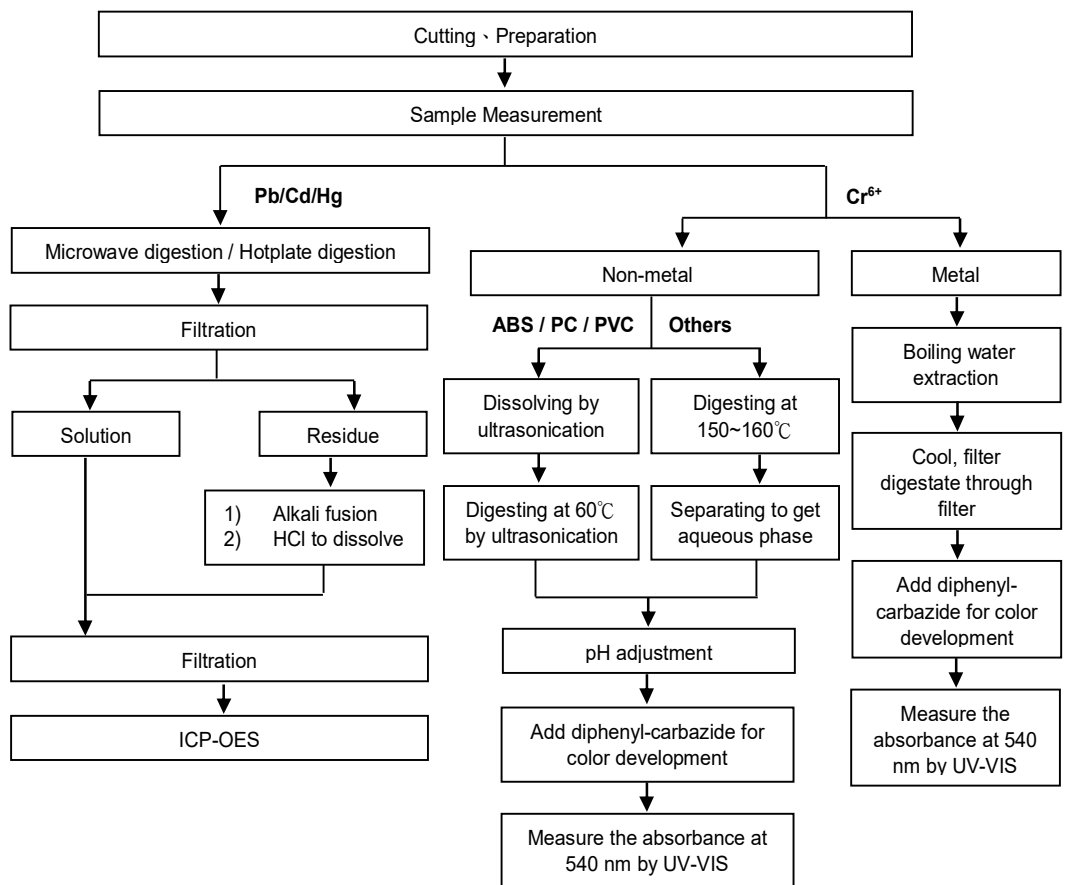 Cutting、Preparation
Sample Measurement
Pb/Cd/Hg
Microwave digestion / Hotplate digestion
Filtration
Solution
Residue
1) Alkali fusion
2) HCl to dissolve
Filtration
ICP-OES
Cr⁶⁺
Non-metal
ABS / PC / PVC
Others
Dissolving by
ultrasonication
Digesting at 60℃
by ultrasonication
Digesting at
150~160℃
Separating to get
aqueous phase
pH adjustment
Add diphenyl-carbazide for
color development
Measure the absorbance at
540 nm by UV-VIS
Metal
Boiling water
extraction
Cool, filter
digestate through
filter
Add diphenyl-
carbazide for color
development
Measure the
absorbance at 540
nm by UV-VIS